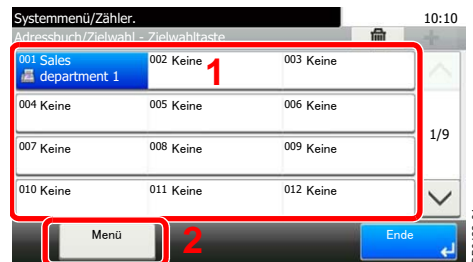 Systemmenü/Zähler.
10:10
Adressbuch/Zielwahl - Zielwahltaste
001 Sales department 1
002 Keine
003 Keine
1
004 Keine
005 Keine
006 Keine
1/9
007 Keine
008 Keine
009 Keine
010 Keine
011 Keine
012 Keine
Menü
2
Ende